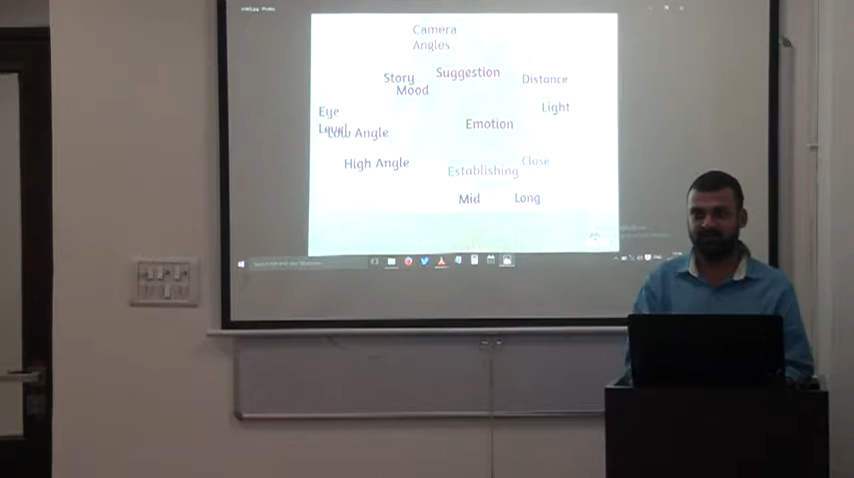 Camera
Angles
Suggestion
Story
Distance
Mood
Light
Eye
Level
Low Angle
Emotion
High Angle
Close
Establishing
Mid
Long